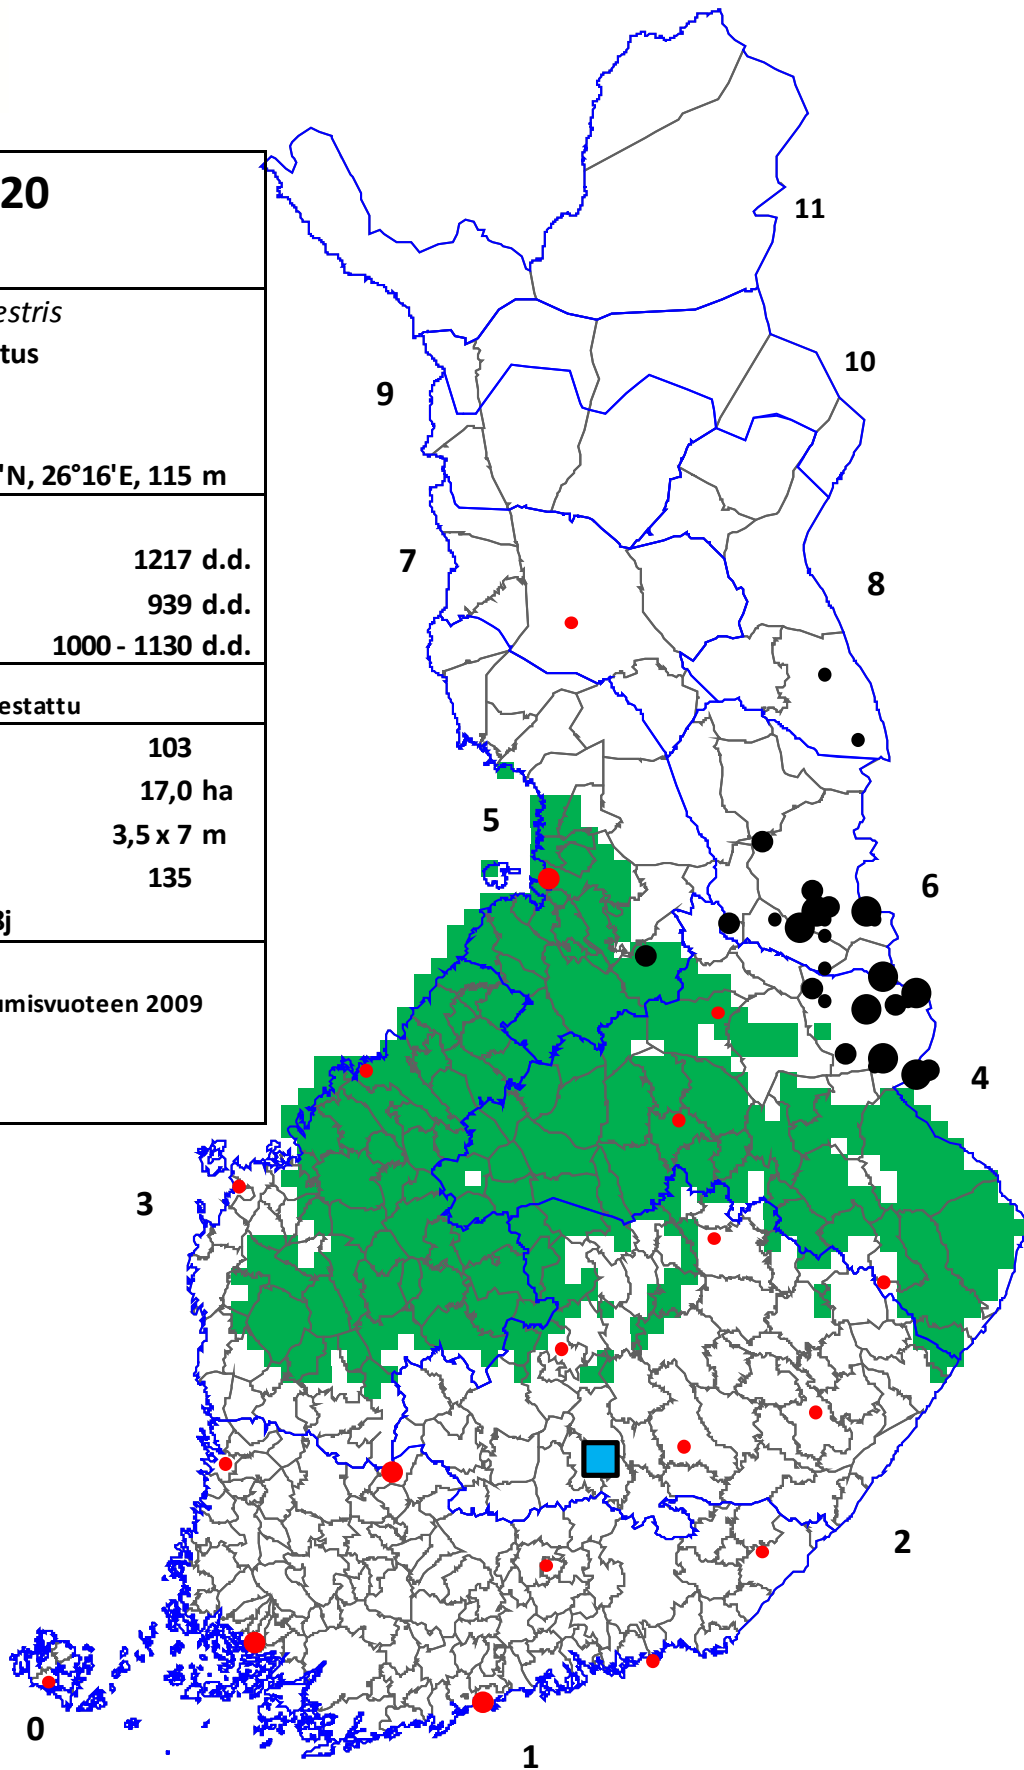 20
estris
tus
'N, 26°16'E, 115 m
1217 d.d.
939 d.d.
1000 - 1130 d.d.
estattu
103
17,0 ha
3,5 x 7 m
135
3j
umisvuoteen 2009
11
10
9
7
8
5
6
4
3
2
0
1